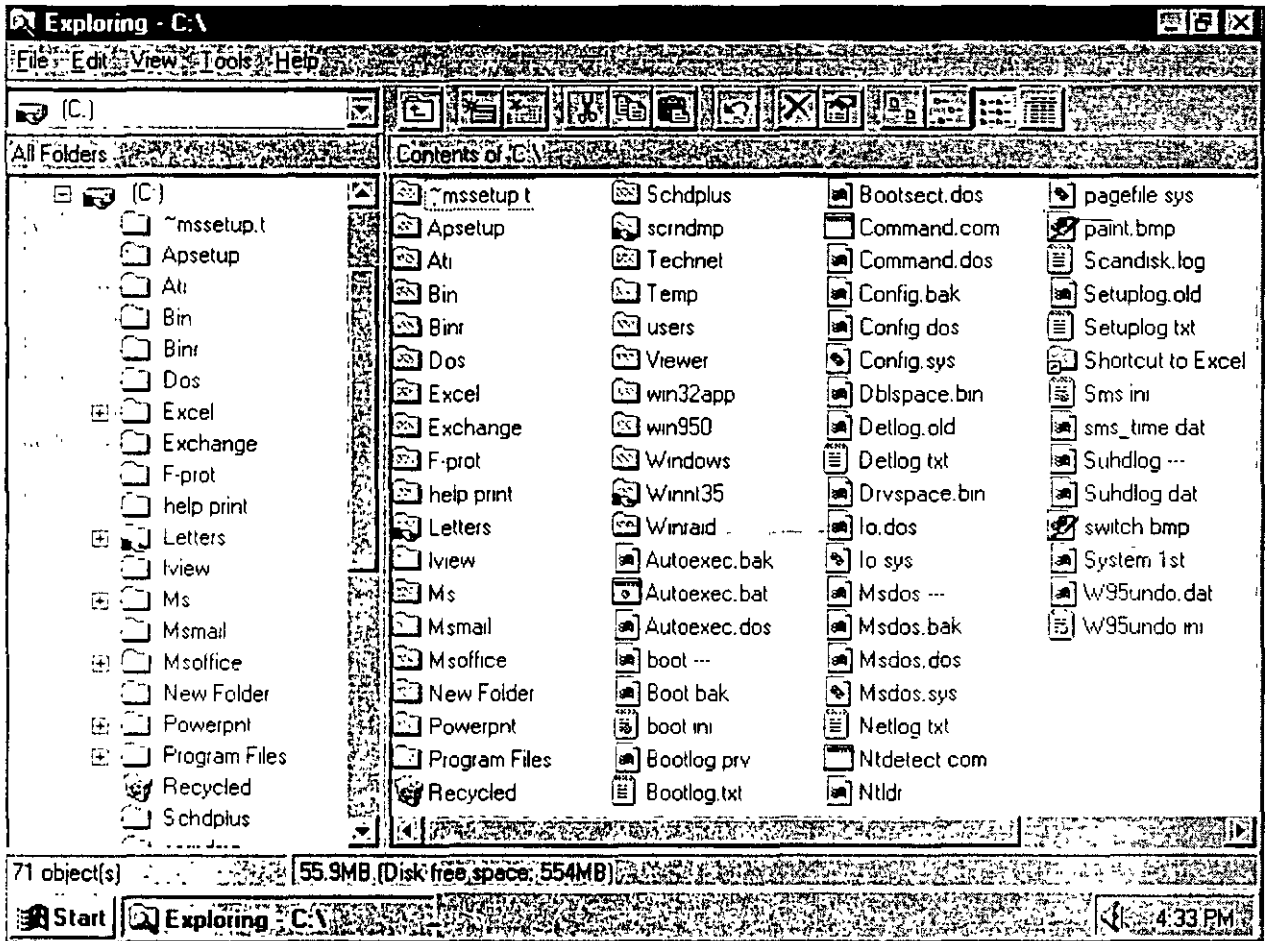 Exploring - C:\
File Edit View Tools Help
(C:)
All Folders
Contents of 'C:\'
(C:)
~mssetup.t
Apsetup
Ati
Bin
Binr
Dos
Excel
Exchange
F-prot
help print
Letters
Iview
Ms
Msmail
Msoffice
New Folder
Powerpnt
Program Files
Recycled
Schdplus
~mssetup.t
Apsetup
Ati
Bin
Binr
Dos
Excel
Exchange
F-prot
help print
Letters
Iview
Ms
Msmail
Msoffice
New Folder
Powerpnt
Program Files
Recycled
Schdplus
scrndmp
Technet
Temp
users
Viewer
win32app
win950
Windows
Winnt35
Winraid
Autoexec.bak
Autoexec.bat
Autoexec.dos
boot.---
Boot.bak
boot.ini
Bootlog.prv
Bootlog.txt
Bootsect.dos
Command.com
Command.dos
Config.bak
Config.dos
Config.sys
Dblspace.bin
Detlog.old
Detlog.txt
Drvspace.bin
Io.dos
Io.sys
Msdos.---
Msdos.bak
Msdos.dos
Msdos.sys
Netlog.txt
Ntdetect.com
Ntldr
pagefile.sys
paint.bmp
Scandisk.log
Setuplog.old
Setuplog.txt
Shortcut to Excel
Sms.ini
sms_time.dat
Suhdlog.---
Suhdlog.dat
switch.bmp
System.1st
W95undo.dat
W95undo.ini
71 object(s)
55.9MB (Disk free space: 554MB)
Start
Exploring - C:\
4:33 PM